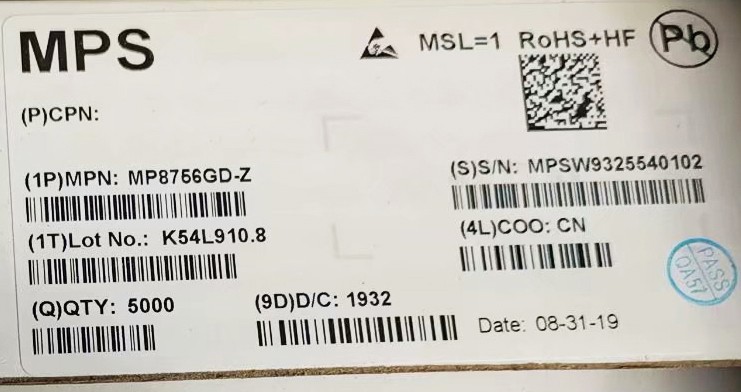 MPS
MSL=1 RoHS+HF Pb
(P)CPN:
(1P)MPN: MP8756GD-Z
(S)S/N: MPSW9325540102
(1T)Lot No.: K54L910.8
(4L)COO: CN
(Q)QTY: 5000
(9D)D/C: 1932
Date: 08-31-19
PASS
QA57